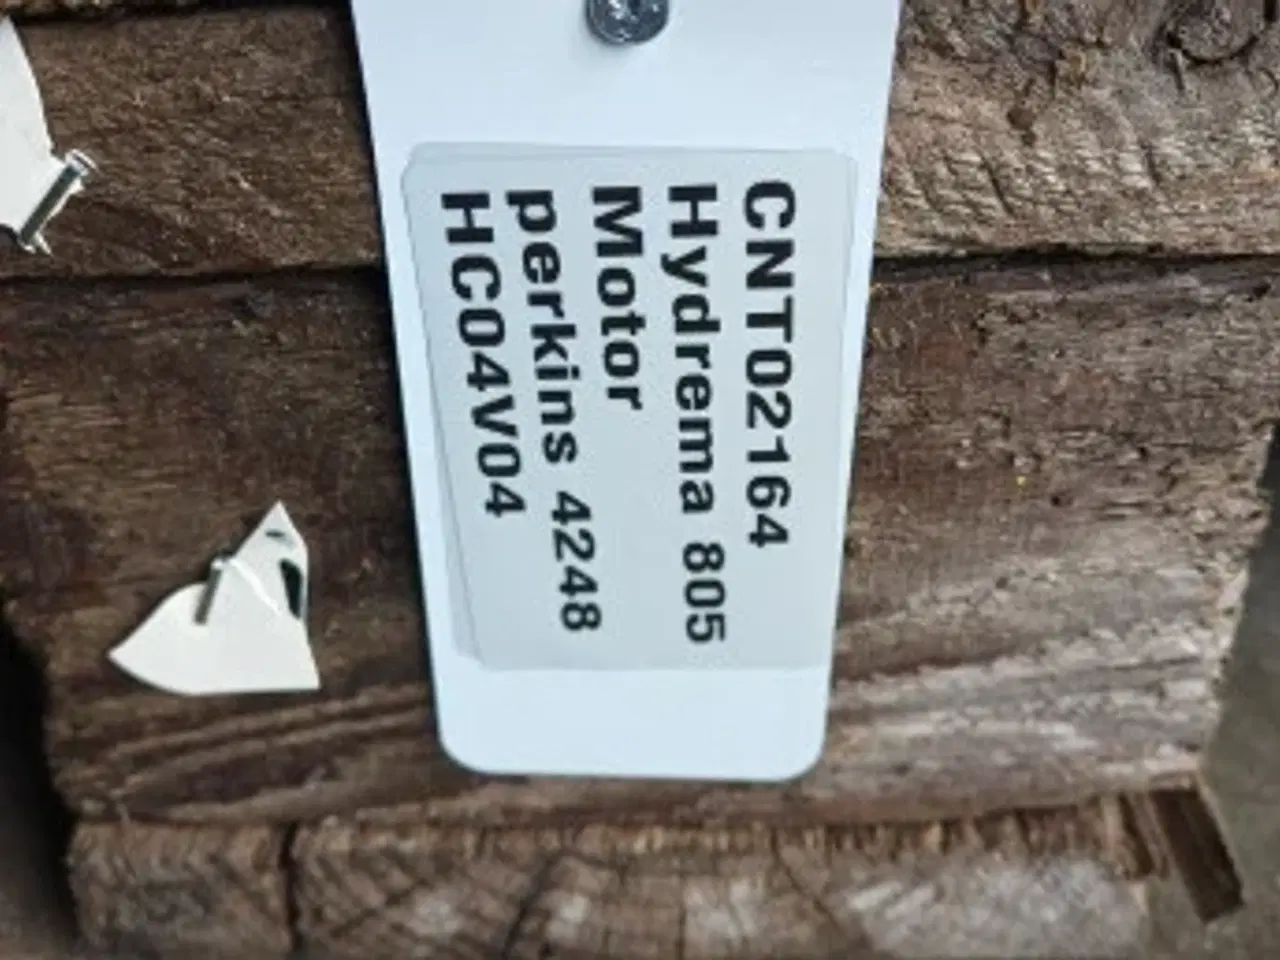 CNT02164
Hydrema 805
Motor
perkins 4248
HC04V04